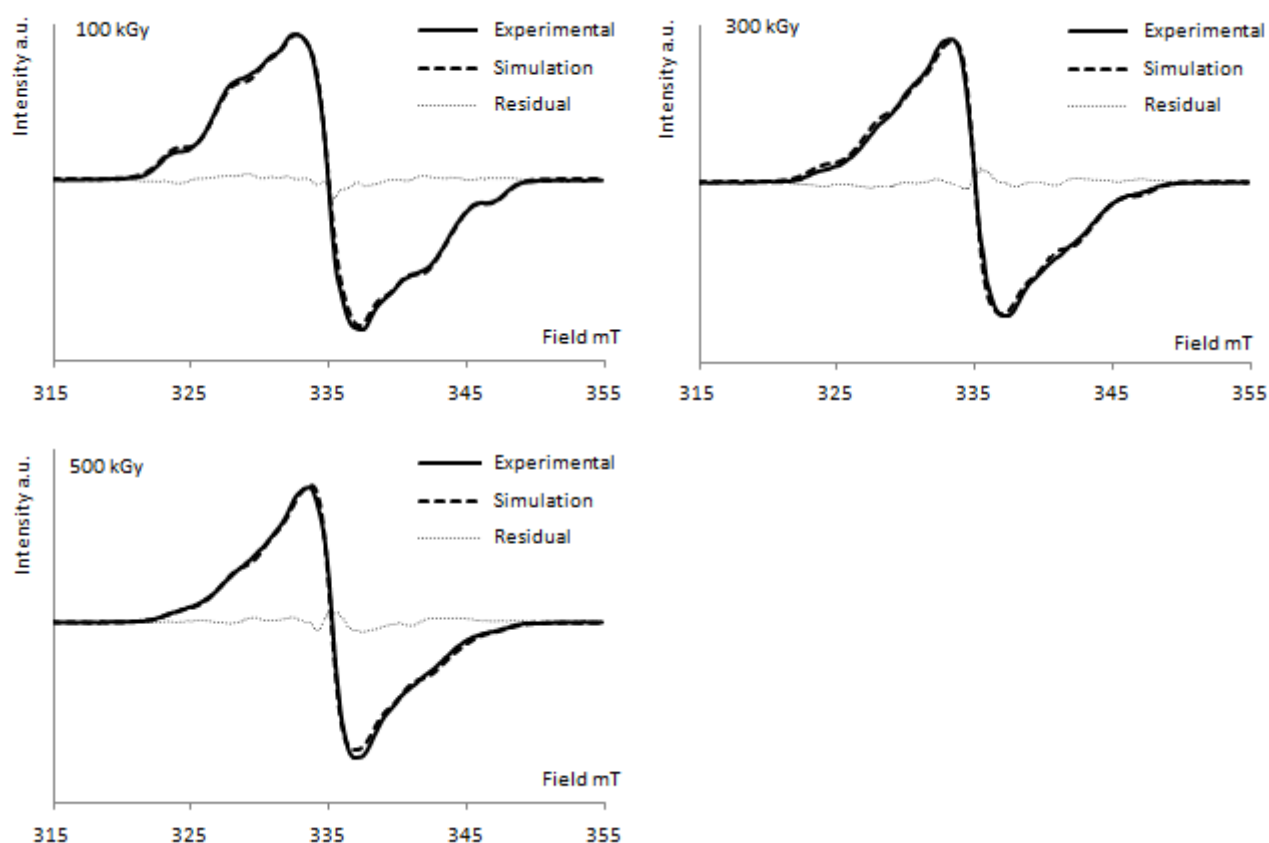 100 kGy
Intensity a.u.
Experimental
Simulation
Residual
Field mT
315 325 335 345 355
300 kGy
Intensity a.u.
Experimental
Simulation
Residual
Field mT
315 325 335 345 355
500 kGy
Intensity a.u.
Experimental
Simulation
Residual
Field mT
315 325 335 345 355